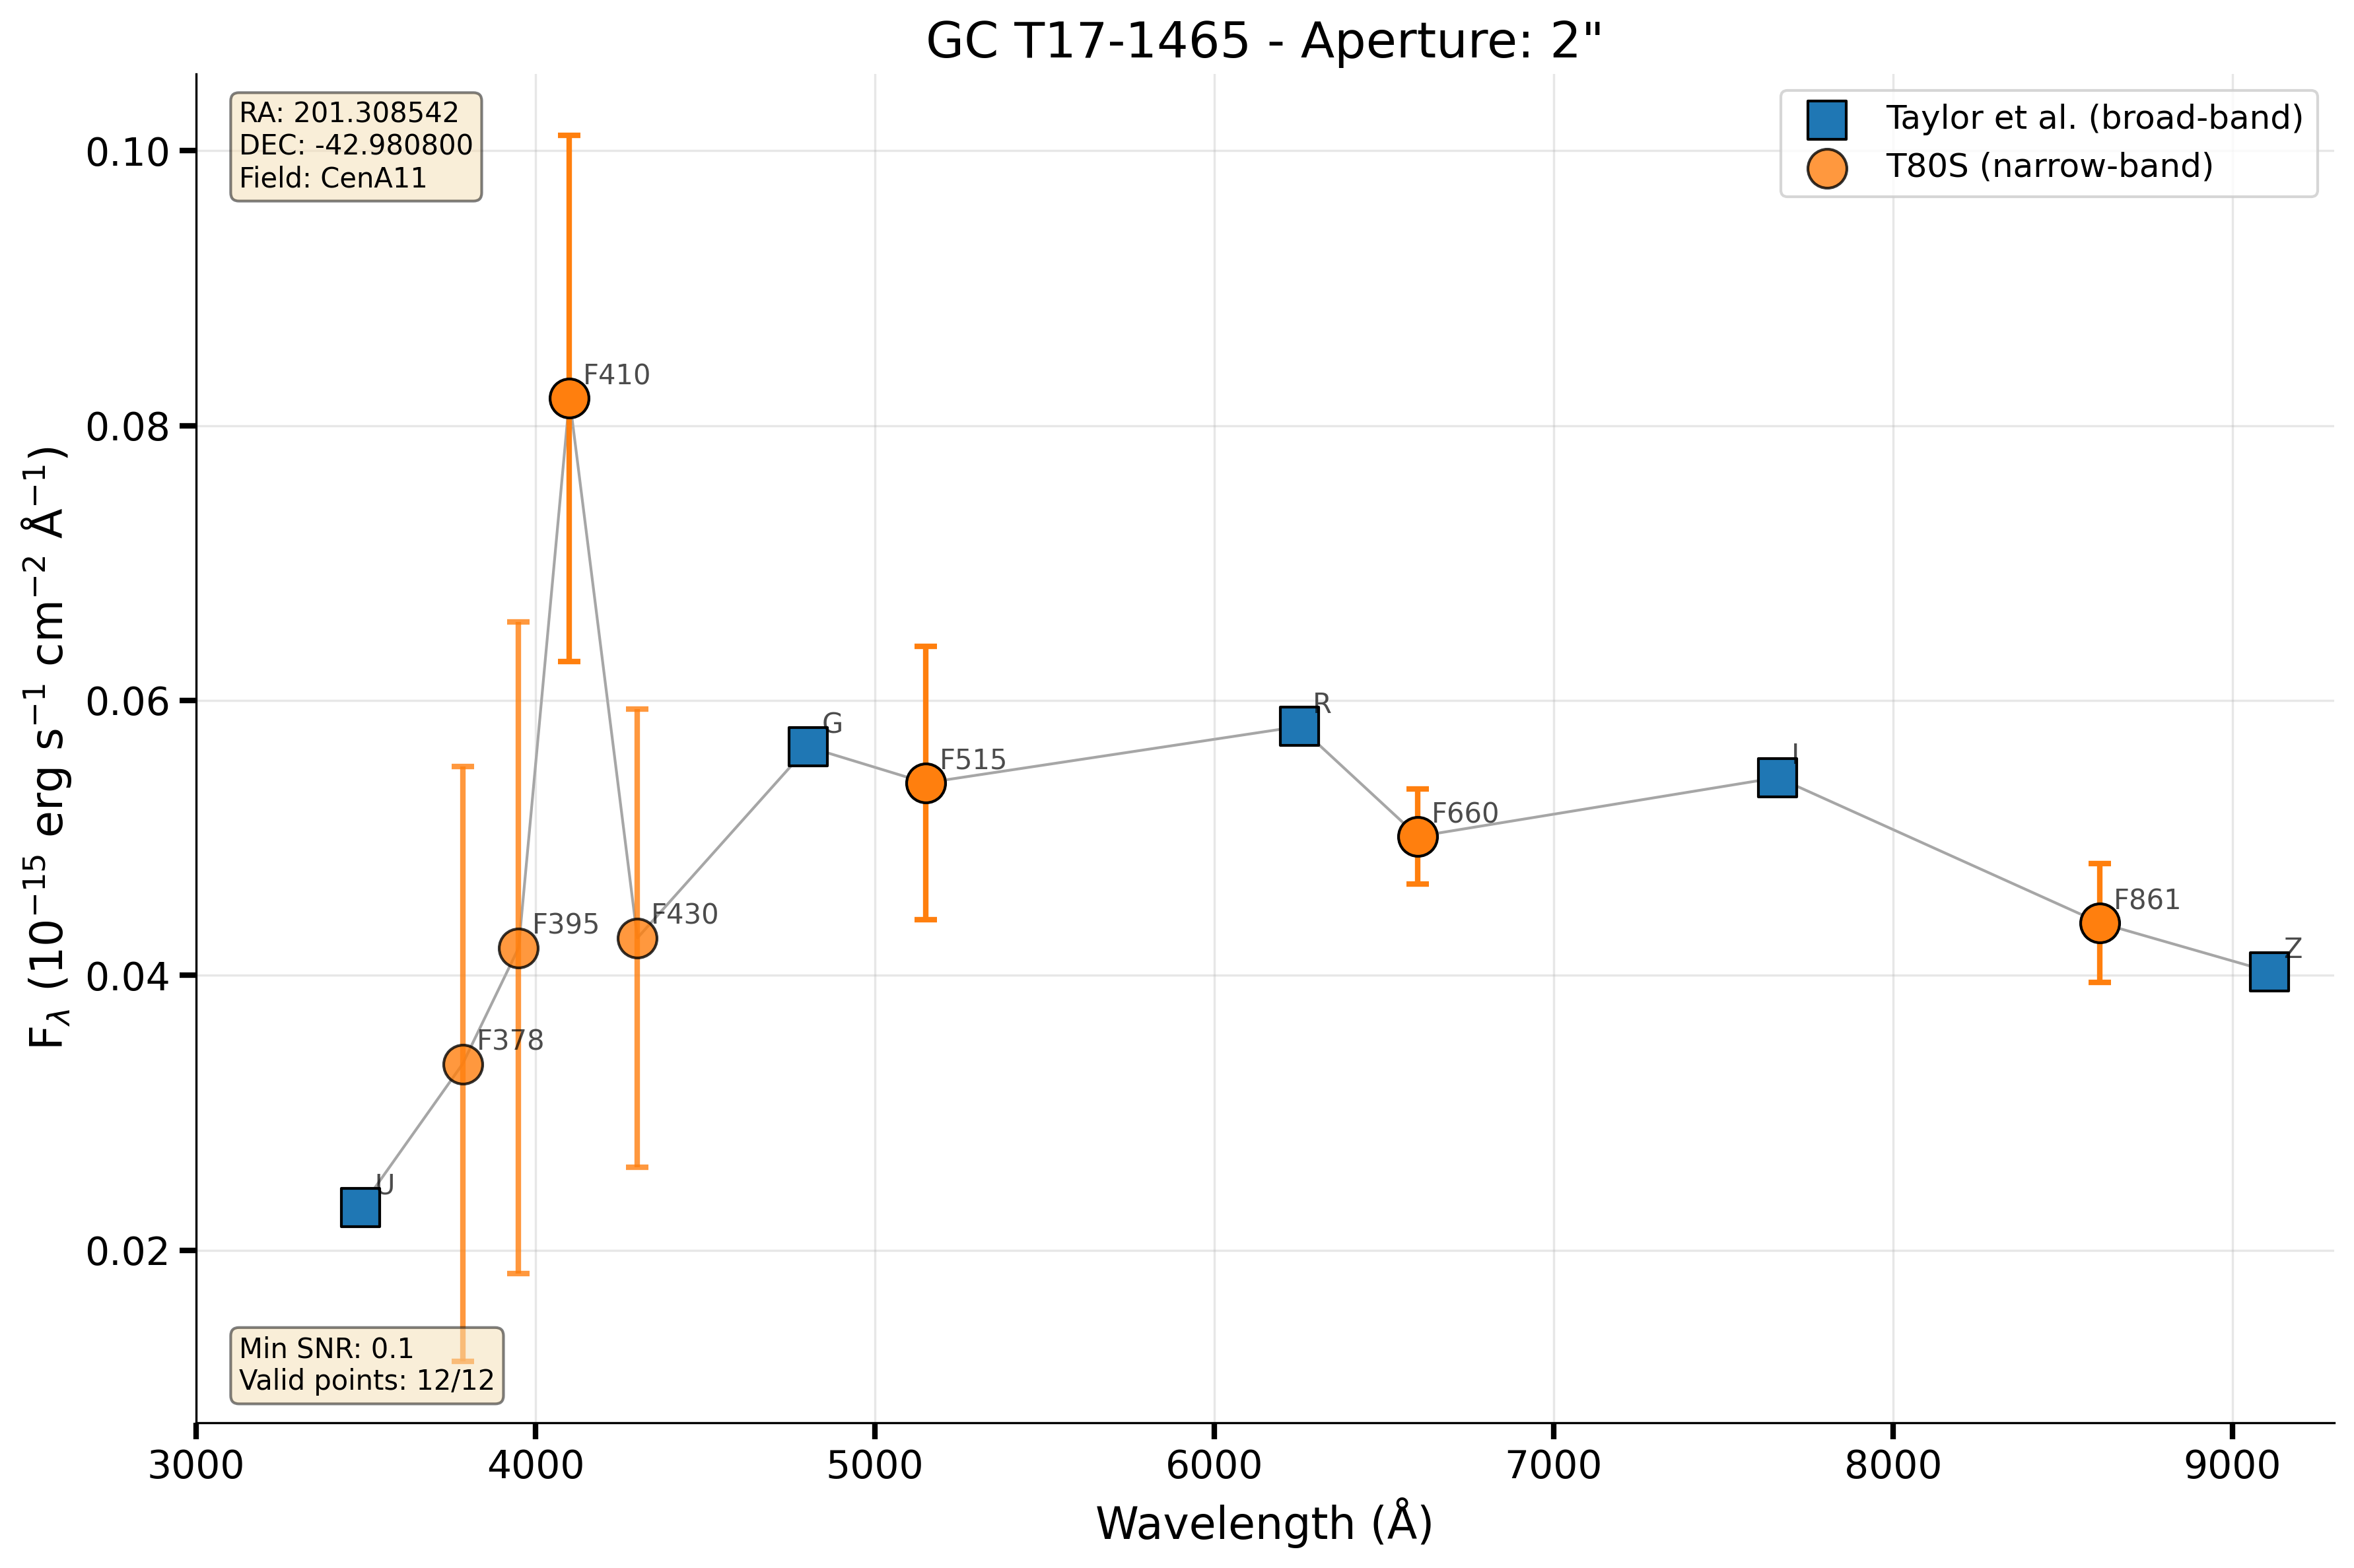 GC T17-1465 - Aperture: 2"
RA: 201.308542
DEC: -42.980800
Field: CenA11
Taylor et al. (broad-band)
T80S (narrow-band)
0.10
0.08
0.06
0.04
0.02
F_λ (10⁻¹⁵ erg s⁻¹ cm⁻² Å⁻¹)
U
F378
F395
F410
F430
G
F515
R
F660
I
F861
Z
Min SNR: 0.1
Valid points: 12/12
3000 4000 5000 6000 7000 8000 9000
Wavelength (Å)